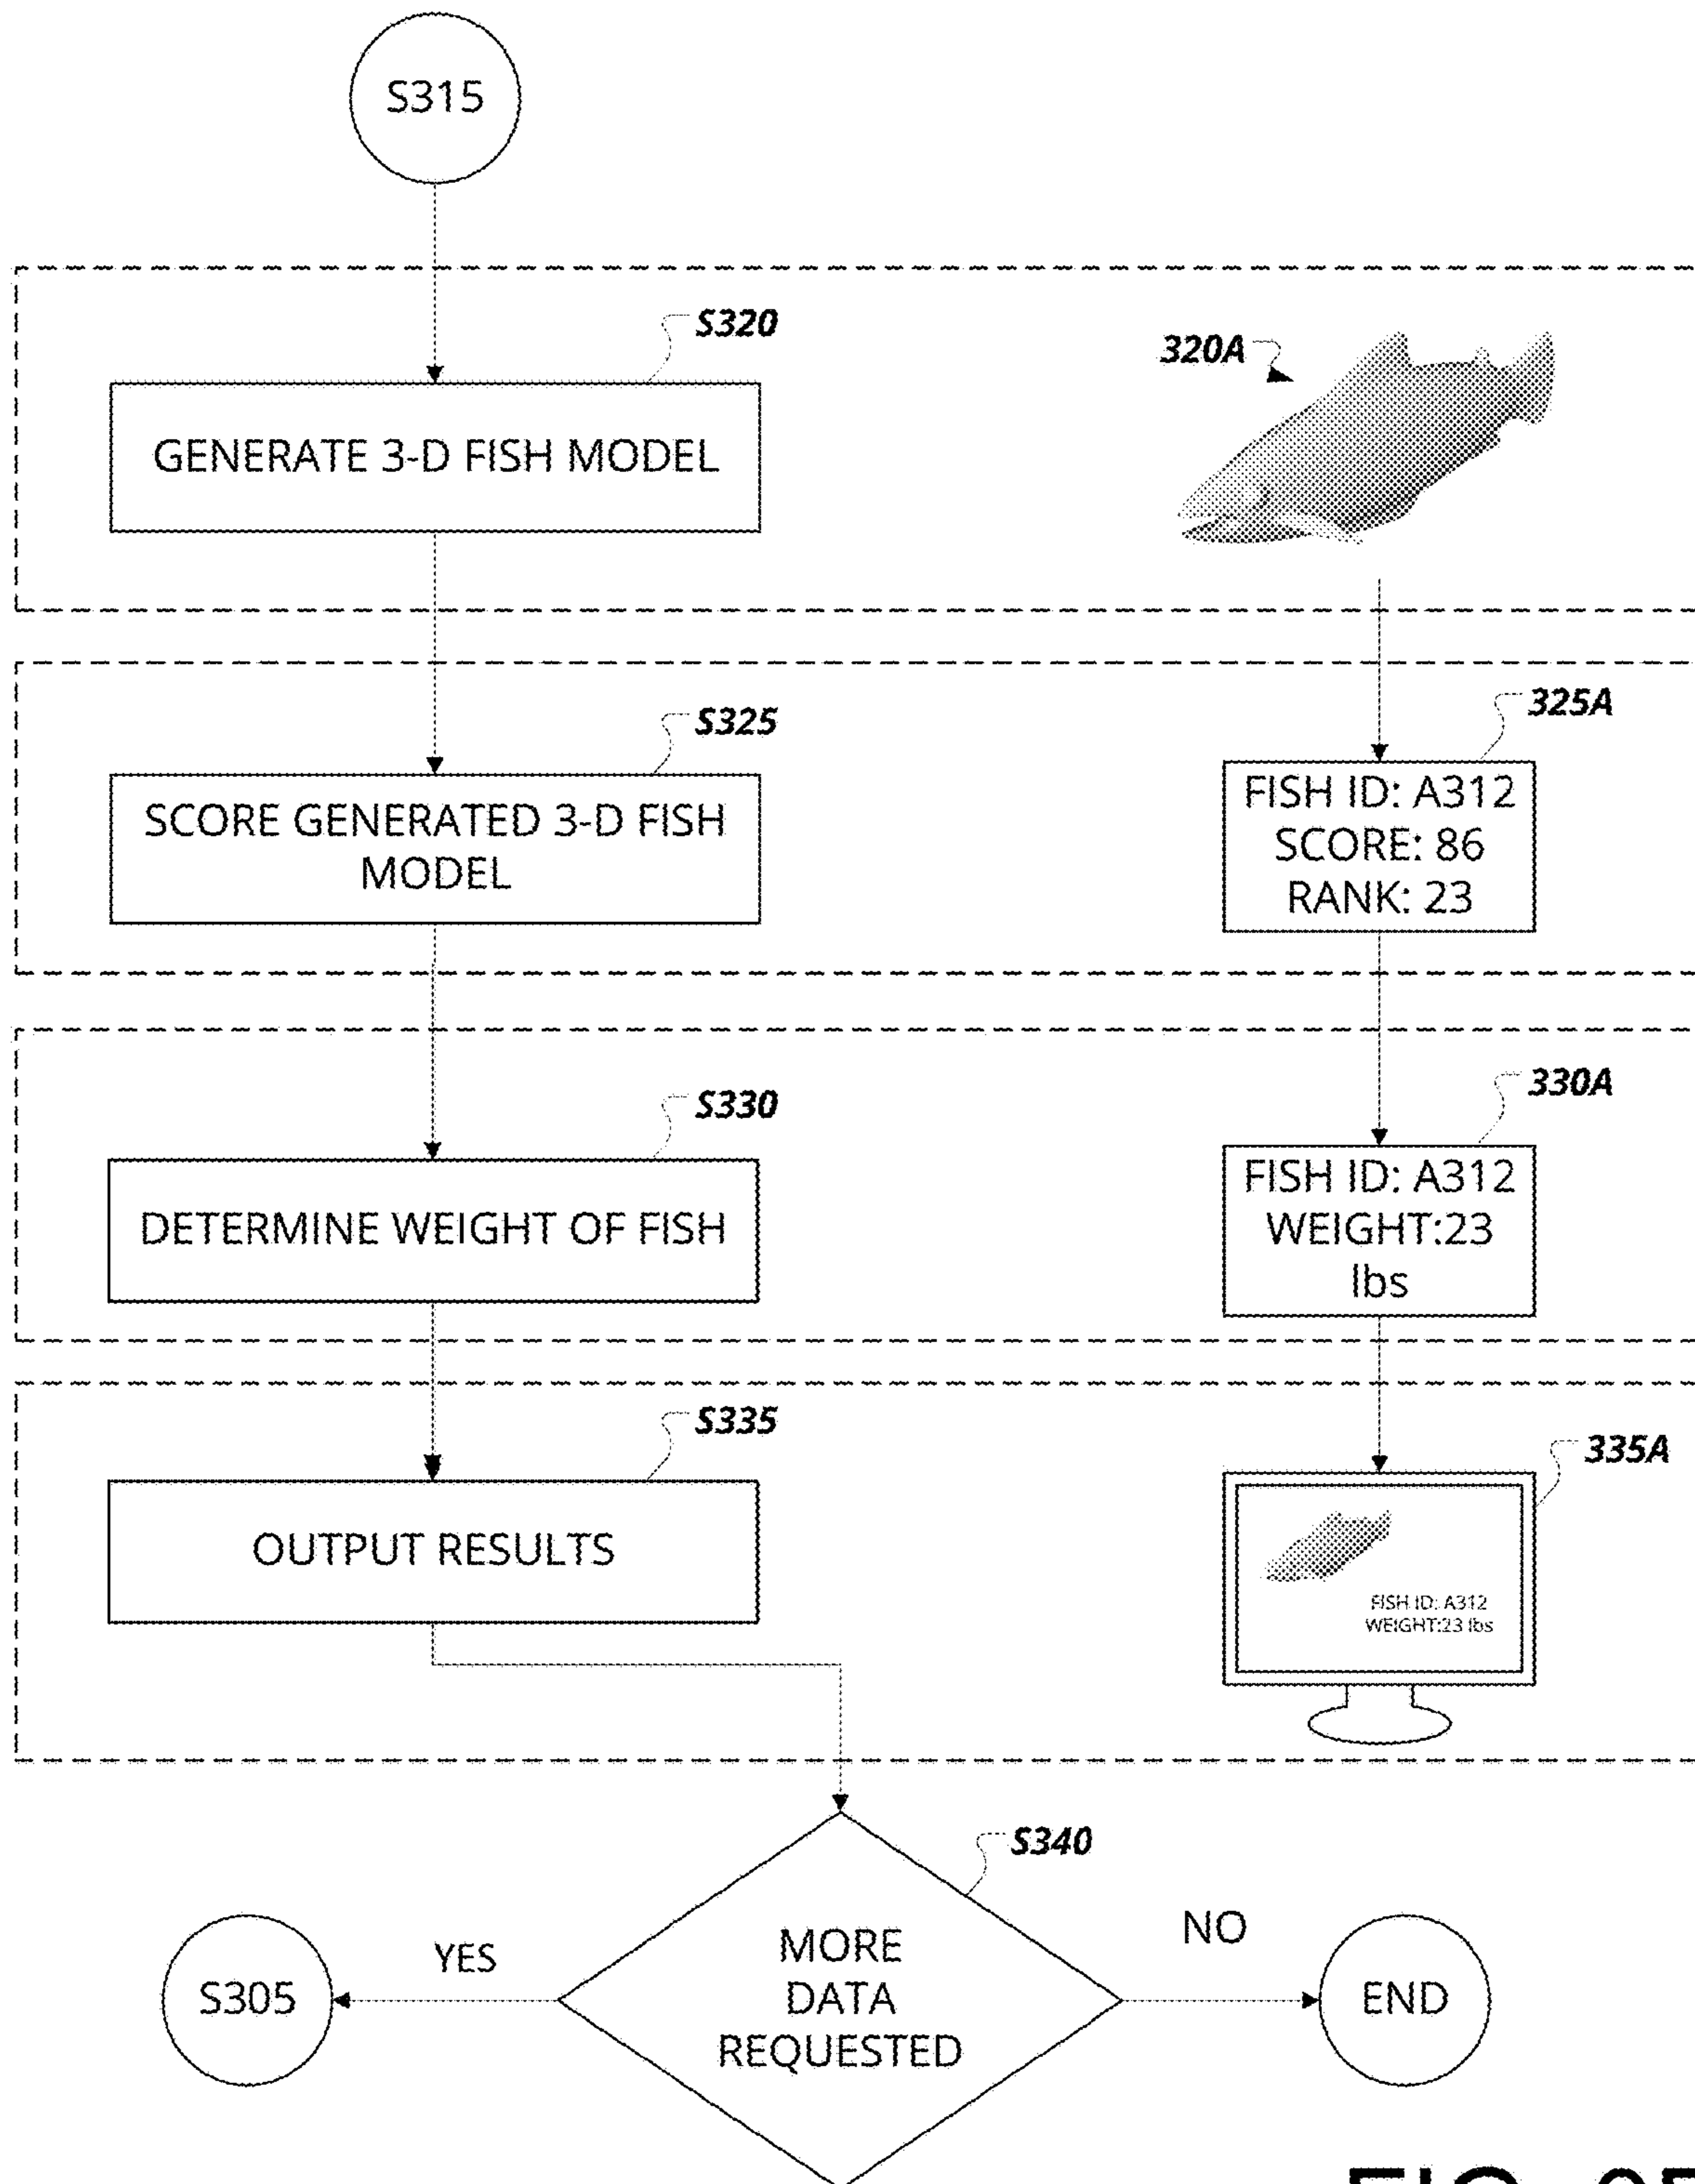 S315
S320
320A
GENERATE 3-D FISH MODEL
S325
325A
SCORE GENERATED 3-D FISH
MODEL
FISH ID: A312
SCORE: 86
RANK: 23
S330
330A
DETERMINE WEIGHT OF FISH
FISH ID: A312
WEIGHT:23
lbs
S335
335A
OUTPUT RESULTS
FISH ID: A312
WEIGHT:23 lbs
S340
MORE
DATA
REQUESTED
YES
S305
NO
END